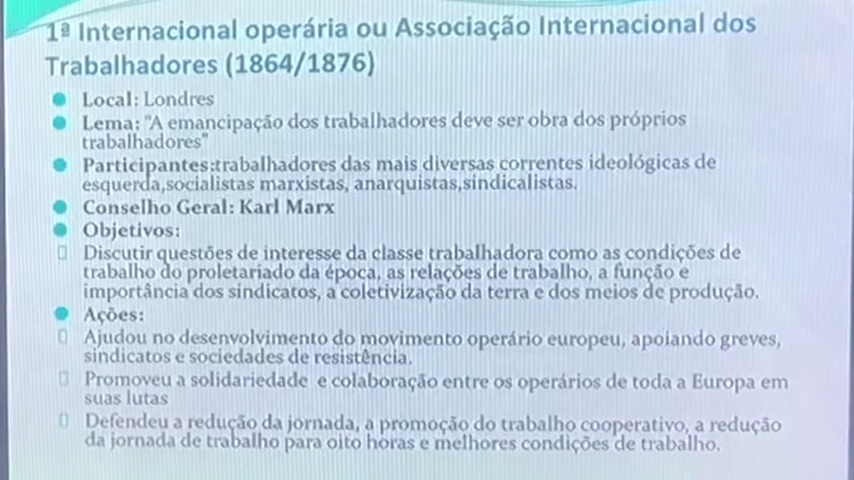 1ª Internacional operária ou Associação Internacional dos
Trabalhadores (1864/1876)
Local: Londres
Lema: "A emancipação dos trabalhadores deve ser obra dos próprios
trabalhadores"
Participantes:trabalhadores das mais diversas correntes ideológicas de
esquerda,socialistas marxistas, anarquistas,sindicalistas.
Conselho Geral: Karl Marx
Objetivos:
Discutir questões de interesse da classe trabalhadora como as condições de
trabalho do proletariado da época, as relações de trabalho, a função e
importância dos sindicatos, a coletivização da terra e dos meios de produção.
Ações:
Ajudou no desenvolvimento do movimento operário europeu, apoiando greves,
sindicatos e sociedades de resistência.
Promoveu a solidariedade e colaboração entre os operários de toda a Europa em
suas lutas
Defendeu a redução da jornada, a promoção do trabalho cooperativo, a redução
da jornada de trabalho para oito horas e melhores condições de trabalho.